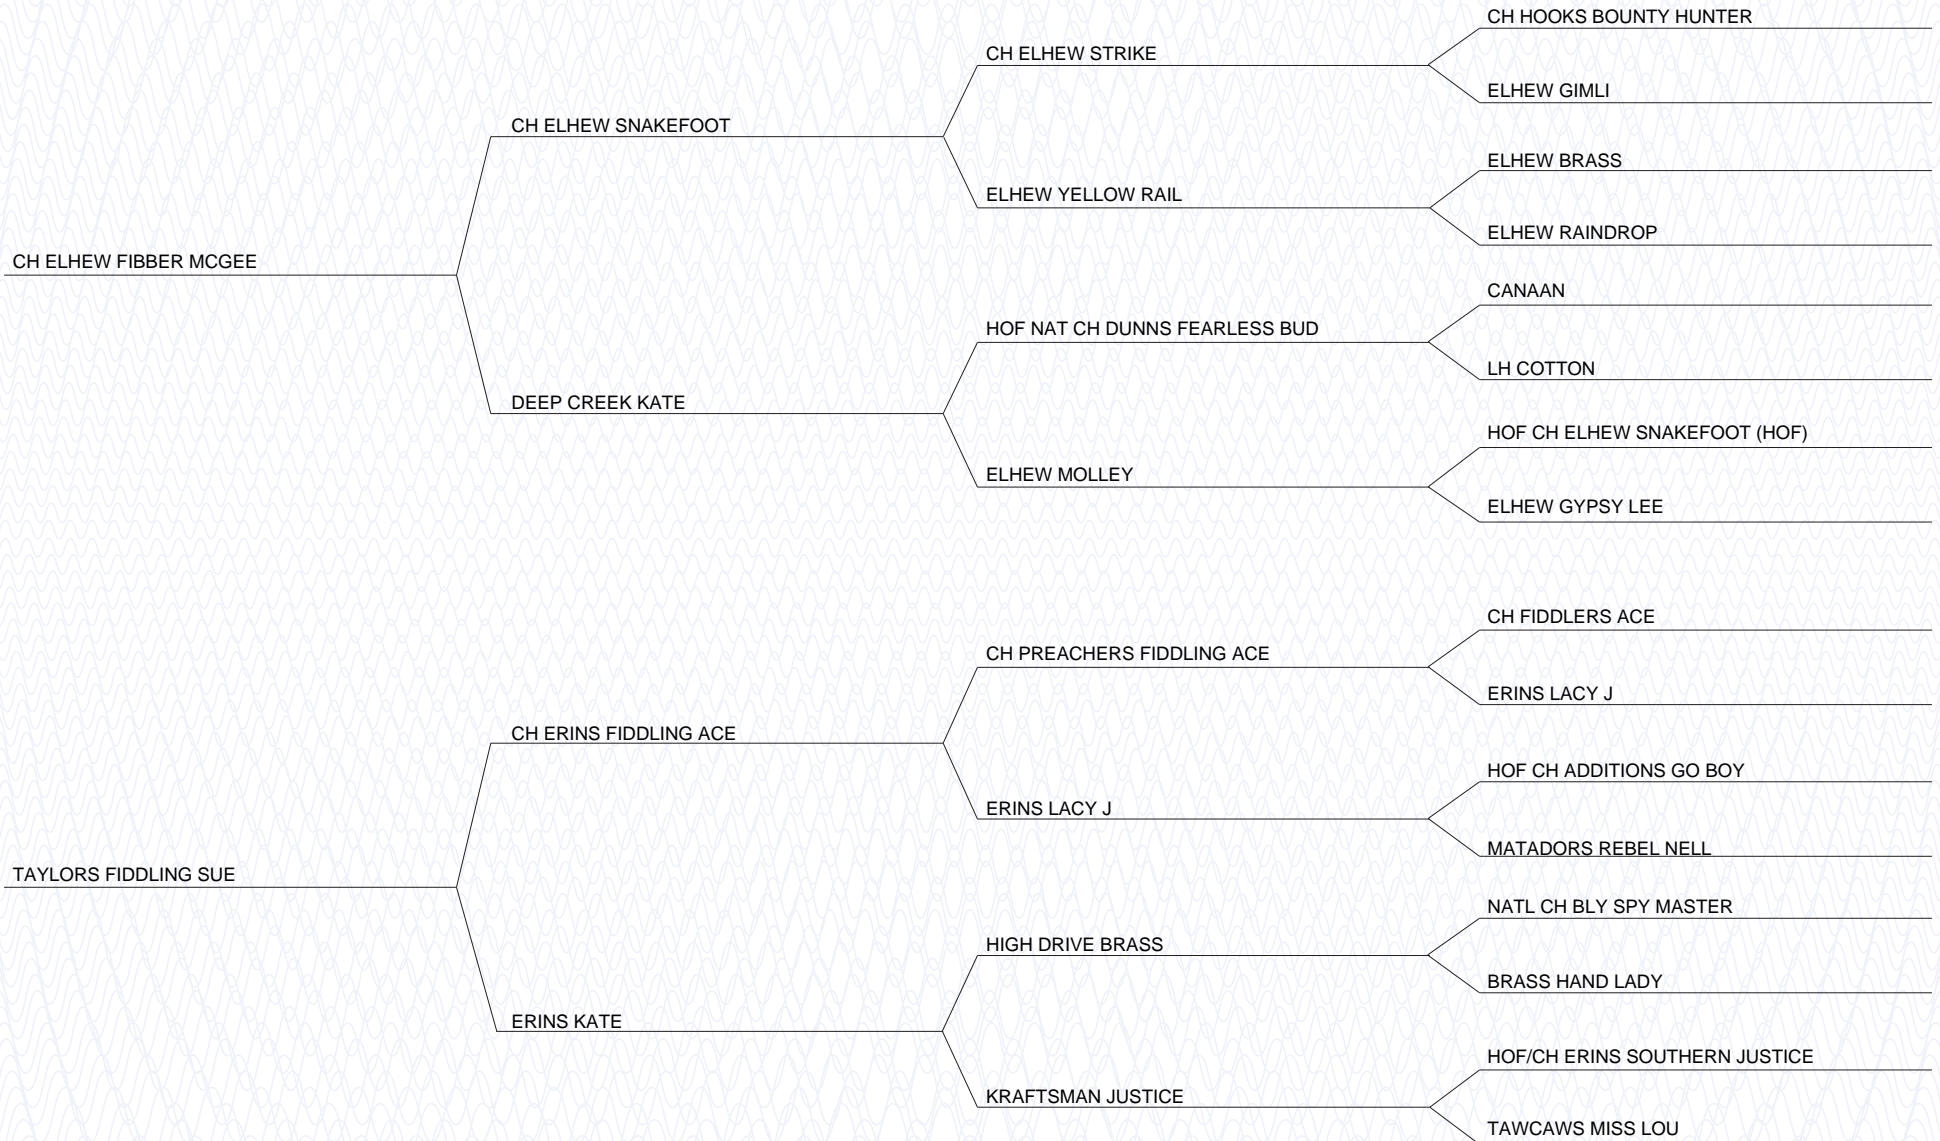 CH HOOKS BOUNTY HUNTER
CH ELHEW STRIKE
ELHEW GIMLI
CH ELHEW SNAKEFOOT
ELHEW BRASS
ELHEW YELLOW RAIL
ELHEW RAINDROP
CH ELHEW FIBBER MCGEE
CANAAN
HOF NAT CH DUNNS FEARLESS BUD
LH COTTON
DEEP CREEK KATE
HOF CH ELHEW SNAKEFOOT (HOF)
ELHEW MOLLEY
ELHEW GYPSY LEE
CH FIDDLERS ACE
CH PREACHERS FIDDLING ACE
ERINS LACY J
CH ERINS FIDDLING ACE
HOF CH ADDITIONS GO BOY
ERINS LACY J
MATADORS REBEL NELL
TAYLORS FIDDLING SUE
NATL CH BLY SPY MASTER
HIGH DRIVE BRASS
BRASS HAND LADY
ERINS KATE
HOF/CH ERINS SOUTHERN JUSTICE
KRAFTSMAN JUSTICE
TAWCAWS MISS LOU